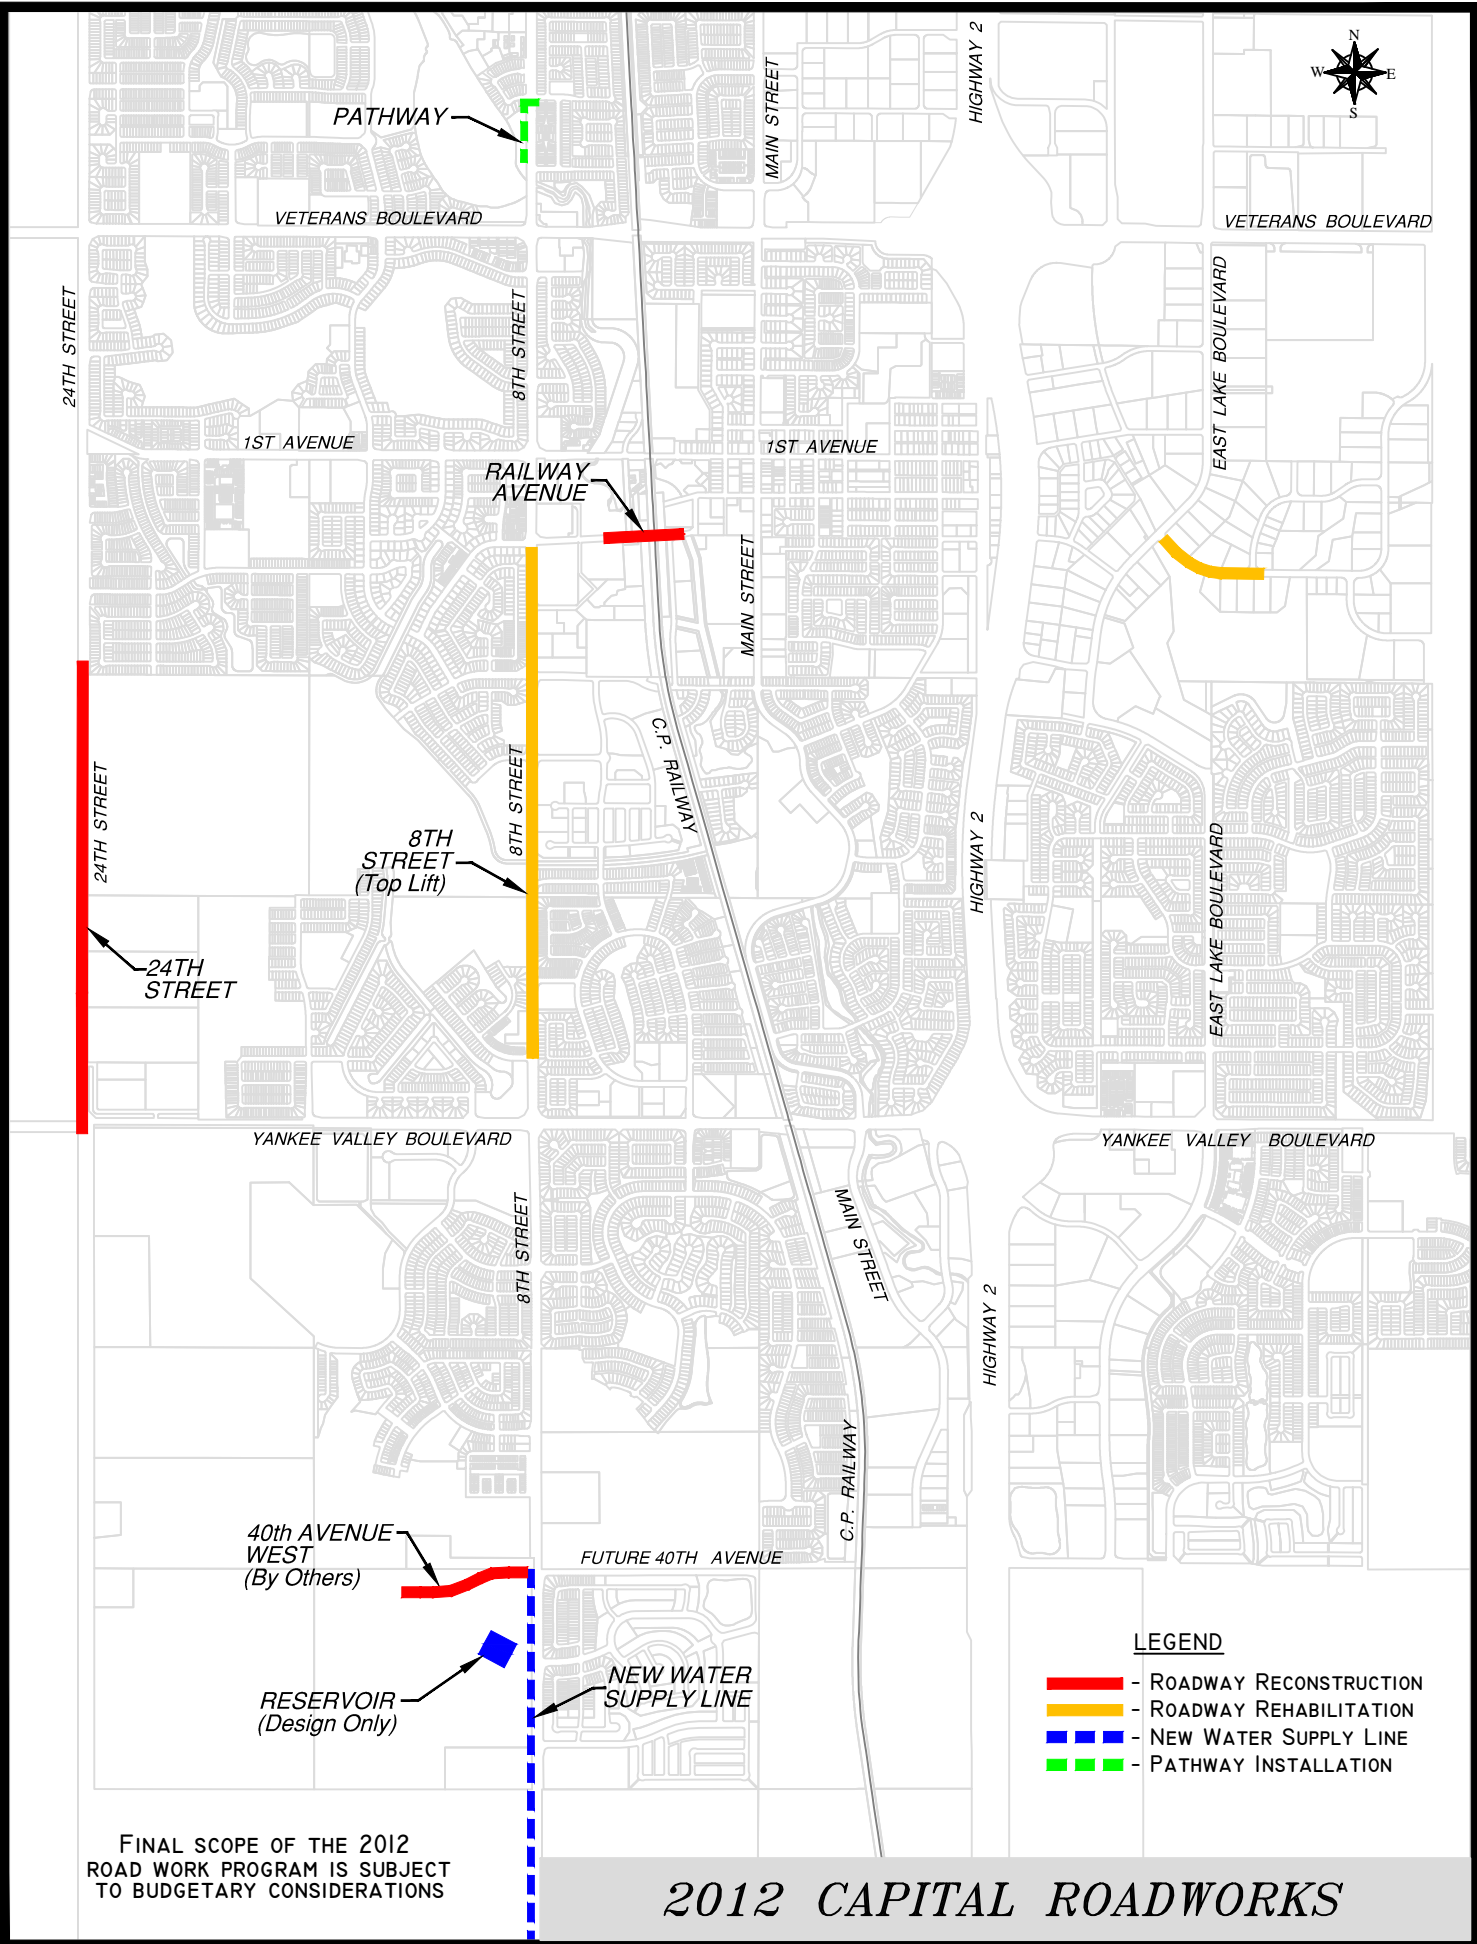 N
W
E
S
HIGHWAY 2
MAIN STREET
PATHWAY
VETERANS BOULEVARD
VETERANS BOULEVARD
24TH STREET
8TH STREET
EAST LAKE BOULEVARD
1ST AVENUE
1ST AVENUE
RAILWAY
AVENUE
MAIN STREET
C.P. RAILWAY
8TH STREET
24TH STREET
8TH
STREET
(Top Lift)
HIGHWAY 2
EAST LAKE BOULEVARD
24TH
STREET
YANKEE VALLEY BOULEVARD
YANKEE VALLEY BOULEVARD
8TH STREET
MAIN STREET
HIGHWAY 2
C.P. RAILWAY
40th AVENUE
WEST
(By Others)
FUTURE 40TH AVENUE
RESERVOIR
(Design Only)
NEW WATER
SUPPLY LINE
LEGEND
- ROADWAY RECONSTRUCTION
- ROADWAY REHABILITATION
- NEW WATER SUPPLY LINE
- PATHWAY INSTALLATION
FINAL SCOPE OF THE 2012
ROAD WORK PROGRAM IS SUBJECT
TO BUDGETARY CONSIDERATIONS
2012 CAPITAL ROADWORKS